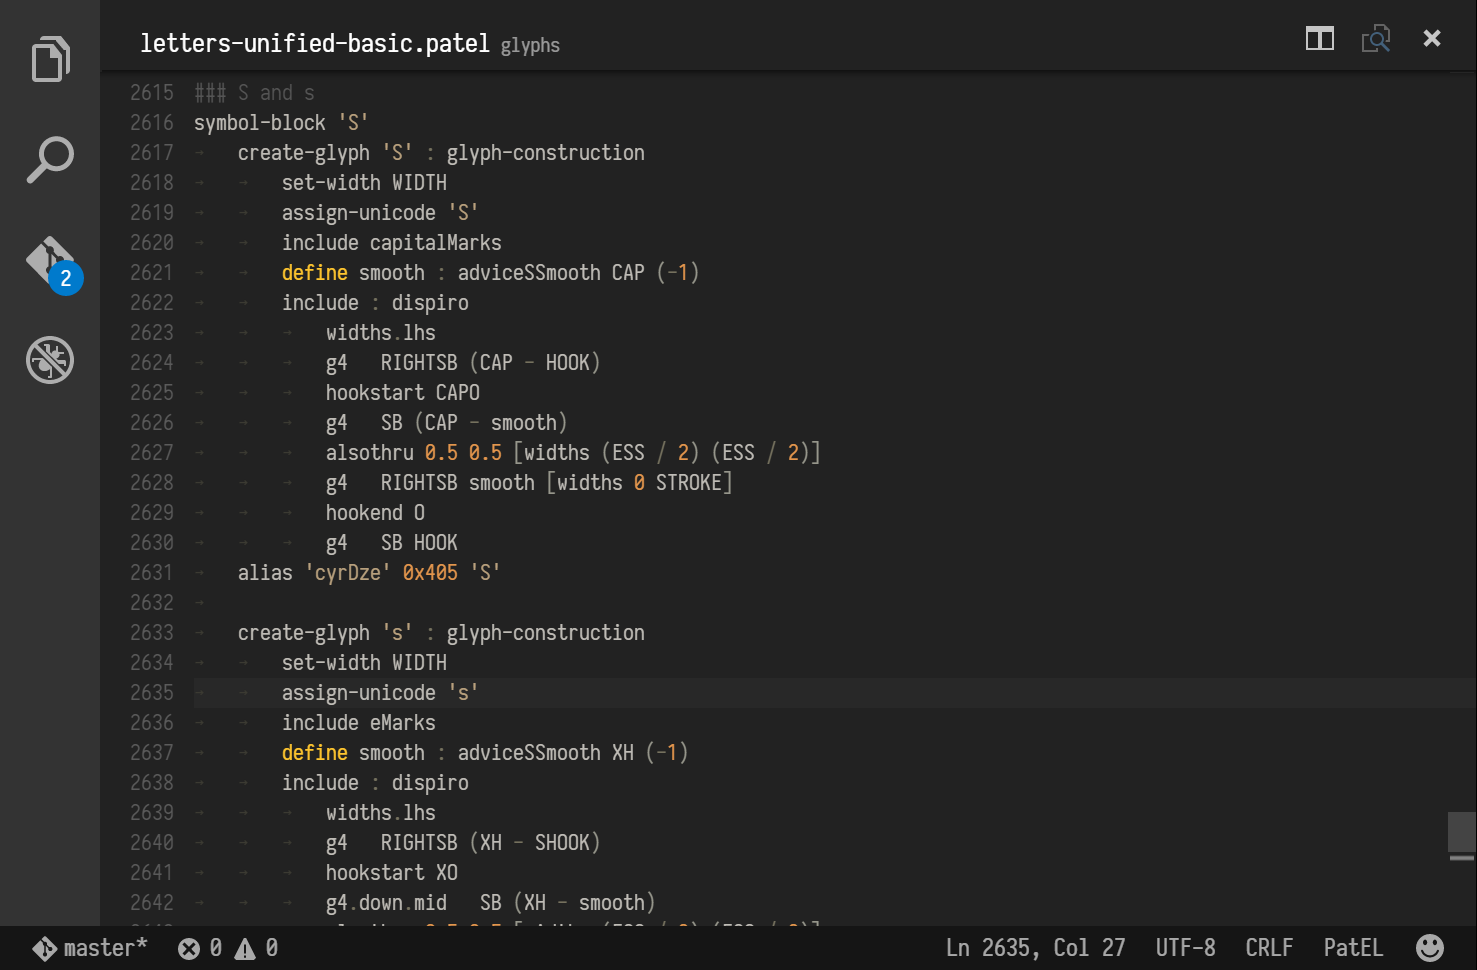 letters-unified-basic.patel glyphs
2615 ### S and s
2616 symbol-block 'S'
2617 create-glyph 'S' : glyph-construction
2618 set-width WIDTH
2619 assign-unicode 'S'
2620 include capitalMarks
2621 define smooth : adviceSSmooth CAP (-1)
2622 include : dispiro
2623 widths.lhs
2624 g4 RIGHTSB (CAP - HOOK)
2625 hookstart CAPO
2626 g4 SB (CAP - smooth)
2627 alsothru 0.5 0.5 [widths (ESS / 2) (ESS / 2)]
2628 g4 RIGHTSB smooth [widths 0 STROKE]
2629 hookend O
2630 g4 SB HOOK
2631 alias 'cyrDze' 0x405 'S'
2632
2633 create-glyph 's' : glyph-construction
2634 set-width WIDTH
2635 assign-unicode 's'
2636 include eMarks
2637 define smooth : adviceSSmooth XH (-1)
2638 include : dispiro
2639 widths.lhs
2640 g4 RIGHTSB (XH - SHOOK)
2641 hookstart XO
2642 g4.down.mid SB (XH - smooth)
2
master* 0 0 Ln 2635, Col 27 UTF-8 CRLF PatEL